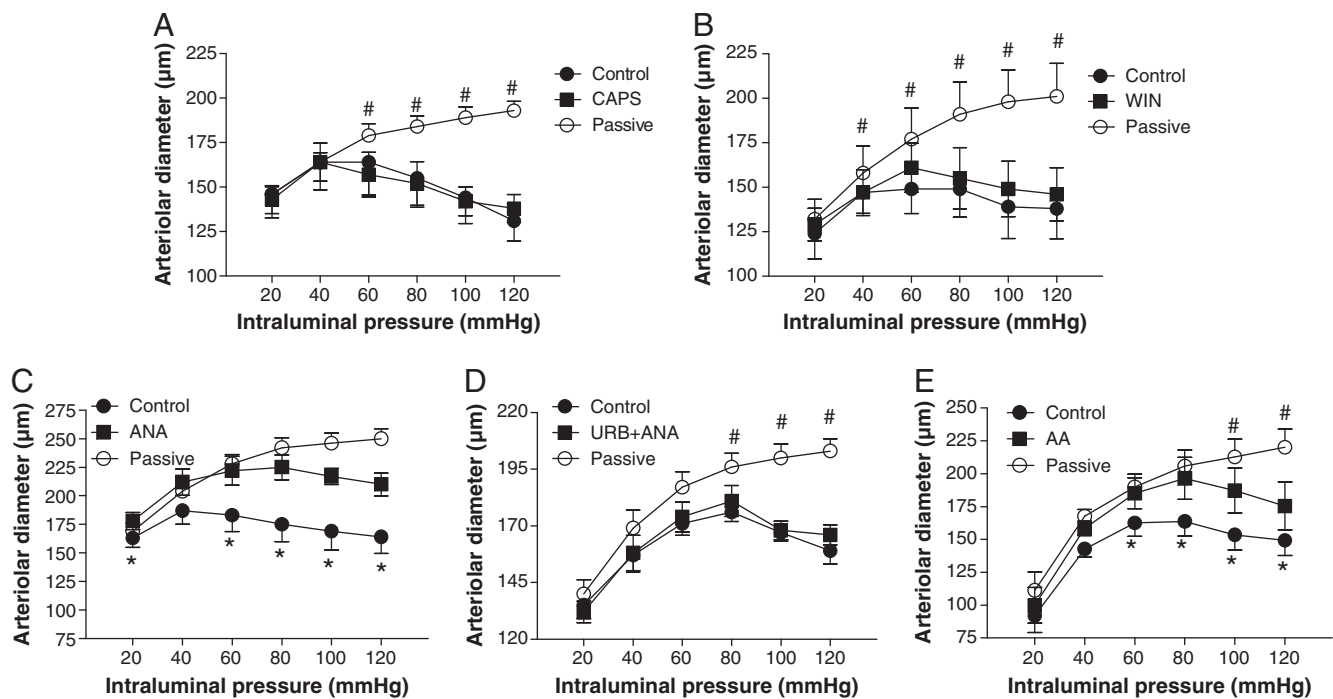 A
Arteriolar diameter (µm)
225
200
175
150
125
100
# # # #
Control
CAPS
Passive
20 40 60 80 100 120
Intraluminal pressure (mmHg)
B
Arteriolar diameter (µm)
225
200
175
150
125
100
# # # # #
Control
WIN
Passive
20 40 60 80 100 120
Intraluminal pressure (mmHg)
C
Arteriolar diameter (µm)
275
250
225
200
175
150
125
100
75
Control
ANA
Passive
* * * * *
20 40 60 80 100 120
Intraluminal pressure (mmHg)
D
Arteriolar diameter (µm)
220
195
170
145
120
Control
URB+ANA
Passive
# # #
20 40 60 80 100 120
Intraluminal pressure (mmHg)
E
Arteriolar diameter (µm)
250
225
200
175
150
125
100
75
Control
AA
Passive
# #
* * * *
20 40 60 80 100 120
Intraluminal pressure (mmHg)